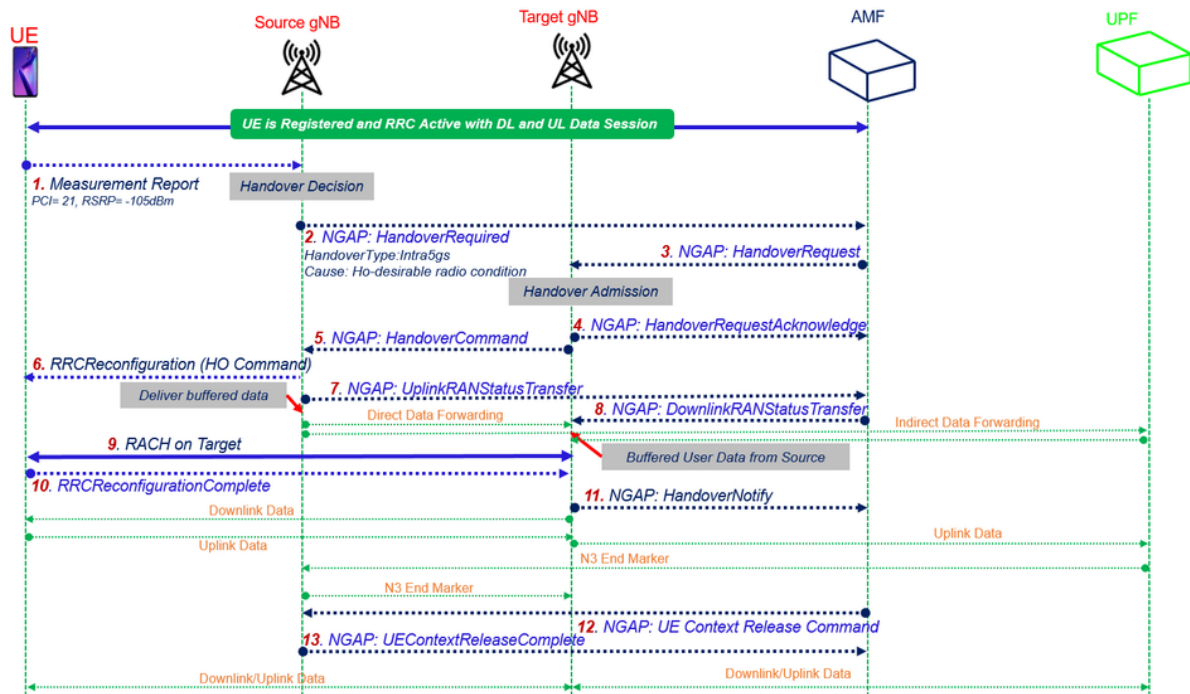 UE
Source gNB
Target gNB
AMF
UPF
UE is Registered and RRC Active with DL and UL Data Session
1. Measurement Report
PCI= 21, RSRP= -105dBm
Handover Decision
2. NGAP: HandoverRequired
HandoverType:Intra5gs
Cause: Ho-desirable radio condition
3. NGAP: HandoverRequest
Handover Admission
4. NGAP: HandoverRequestAcknowledge
5. NGAP: HandoverCommand
6. RRCReconfiguration (HO Command)
Deliver buffered data
7. NGAP: UplinkRANStatusTransfer
8. NGAP: DownlinkRANStatusTransfer
Direct Data Forwarding
Indirect Data Forwarding
9. RACH on Target
Buffered User Data from Source
10. RRCReconfigurationComplete
11. NGAP: HandoverNotify
Downlink Data
Uplink Data
Uplink Data
N3 End Marker
N3 End Marker
12. NGAP: UE Context Release Command
13. NGAP: UEContextReleaseComplete
Downlink/Uplink Data
Downlink/Uplink Data